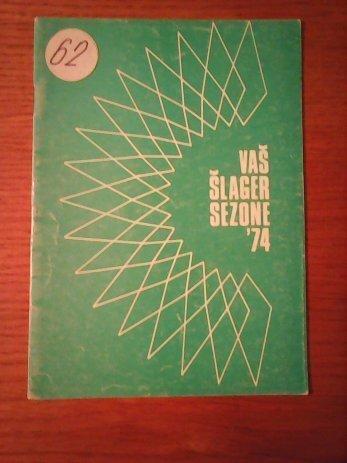 62
VAŠ
ŠLAGER
SEZONE
'74